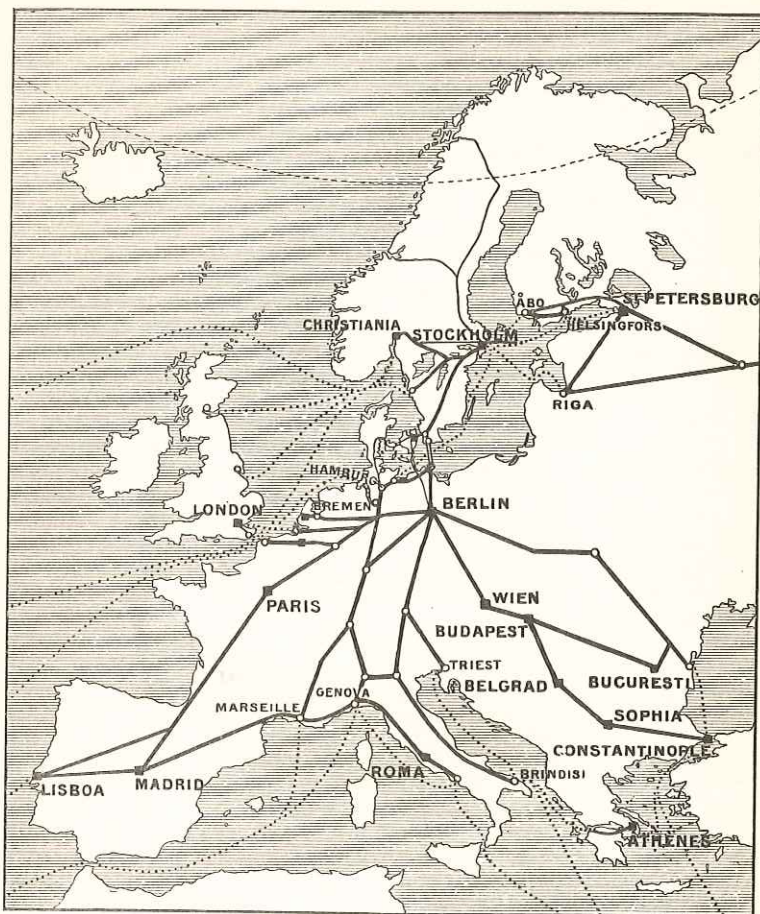 ÅBO
ST PETERSBURG
CHRISTIANIA
STOCKHOLM
HELSINGFORS
RIGA
HAMBURG
BREMEN
LONDON
BERLIN
PARIS
WIEN
BUDAPEST
TRIEST
BELGRAD
BUCURESTI
GENOVA
MARSEILLE
SOPHIA
CONSTANTINOPLE
ROMA
BRINDISI
LISBOA
MADRID
ATHÈNES